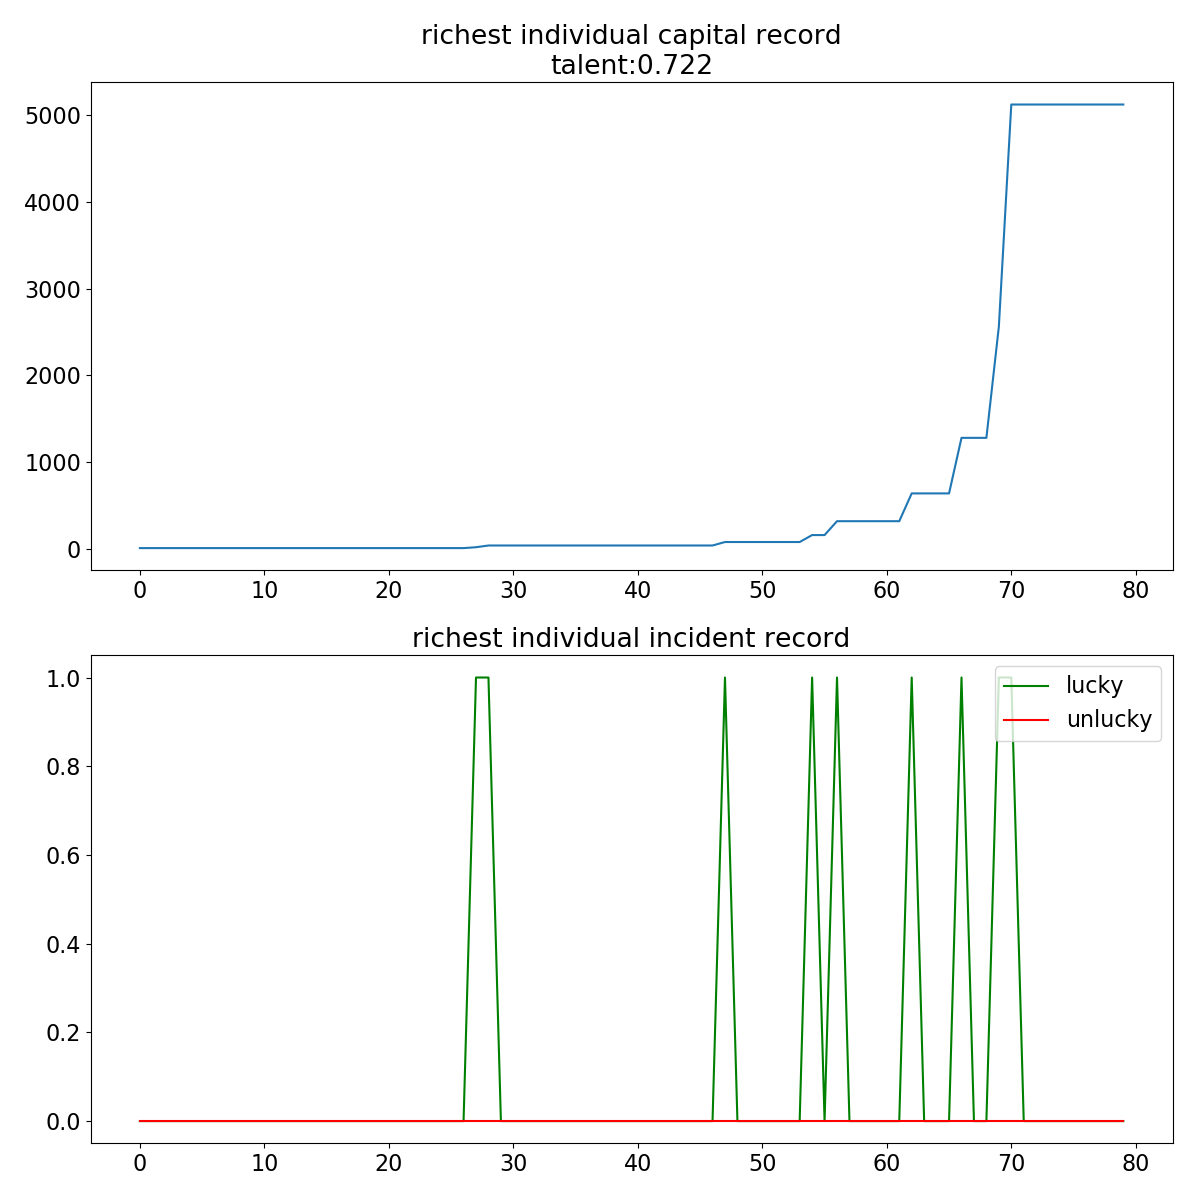 richest individual capital record
talent:0.722
5000
4000
3000
2000
1000
0
0 10 20 30 40 50 60 70 80
richest individual incident record
1.0
0.8
0.6
0.4
0.2
0.0
lucky
unlucky
0 10 20 30 40 50 60 70 80